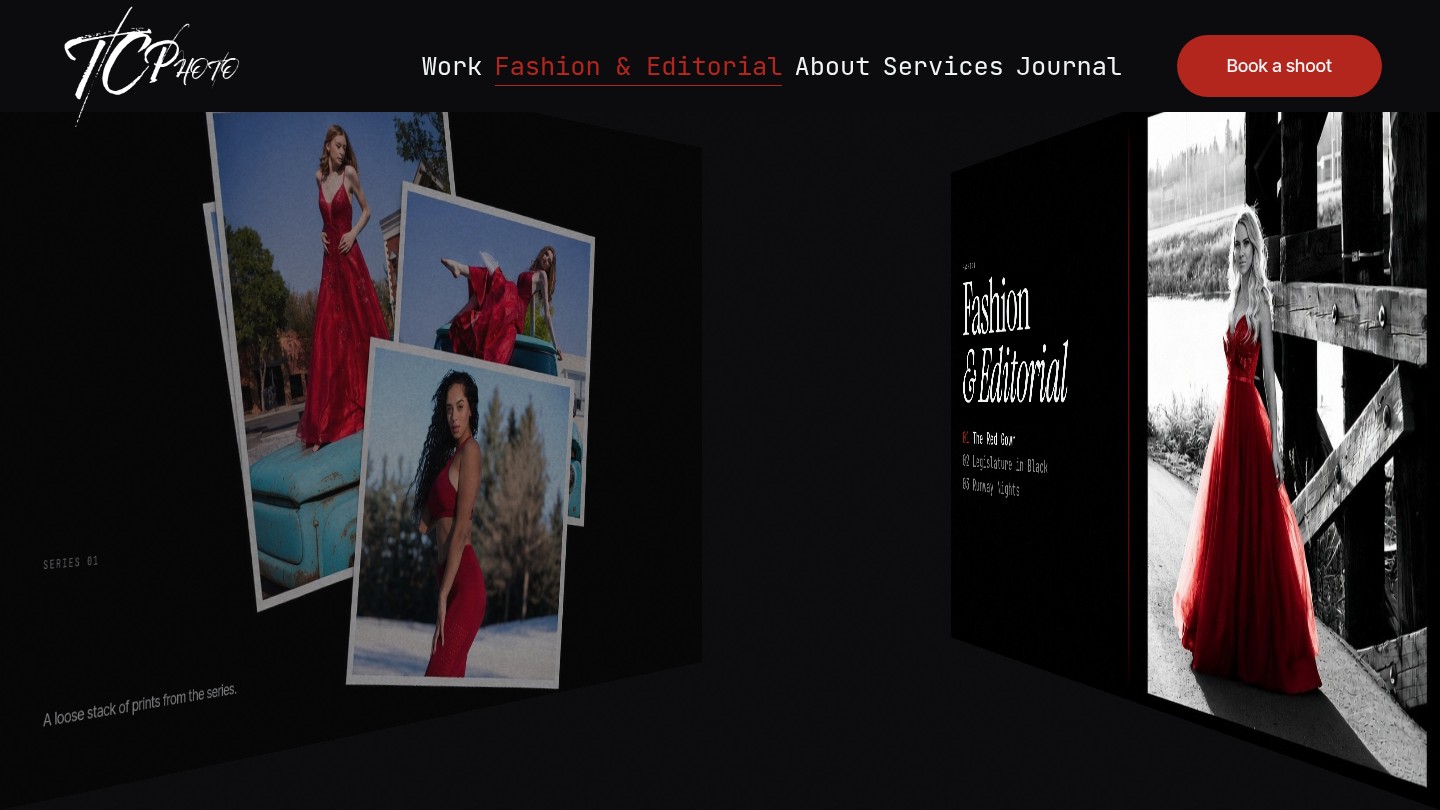 TCPHOTO
Work Fashion & Editorial About Services Journal
Book a shoot
SERIES 01
A loose stack of prints from the series.
Fashion
& Editorial
01 The Red Gown
02 Legislature in Black
03 Runway Nights